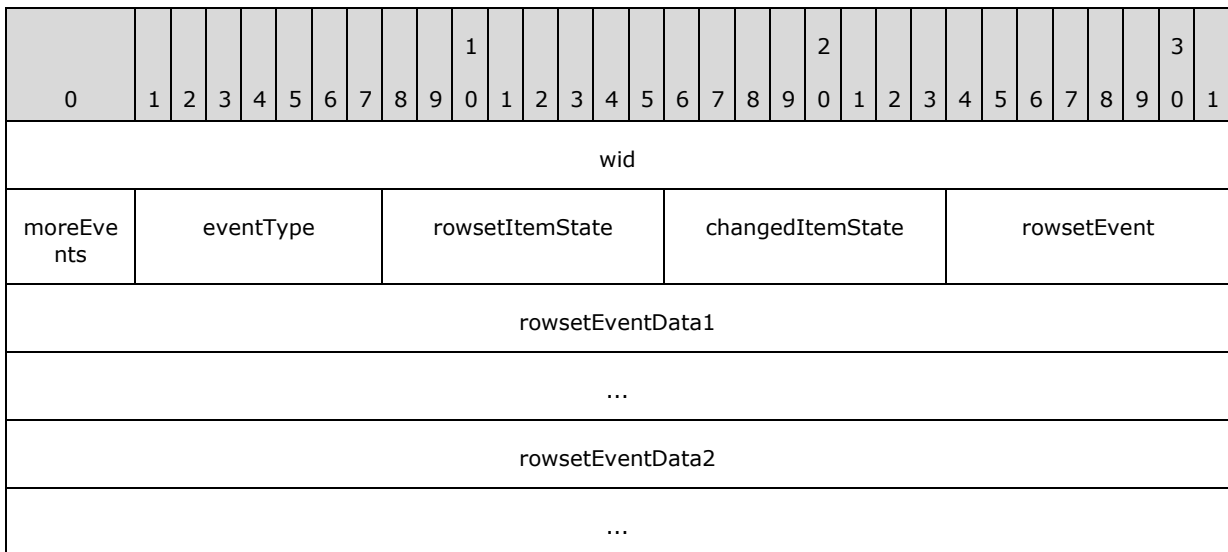 1 2 3
0 1 2 3 4 5 6 7 8 9 0 1 2 3 4 5 6 7 8 9 0 1 2 3 4 5 6 7 8 9 0 1
wid
moreEve
nts eventType rowsetItemState changedItemState rowsetEvent
rowsetEventData1
...
rowsetEventData2
...